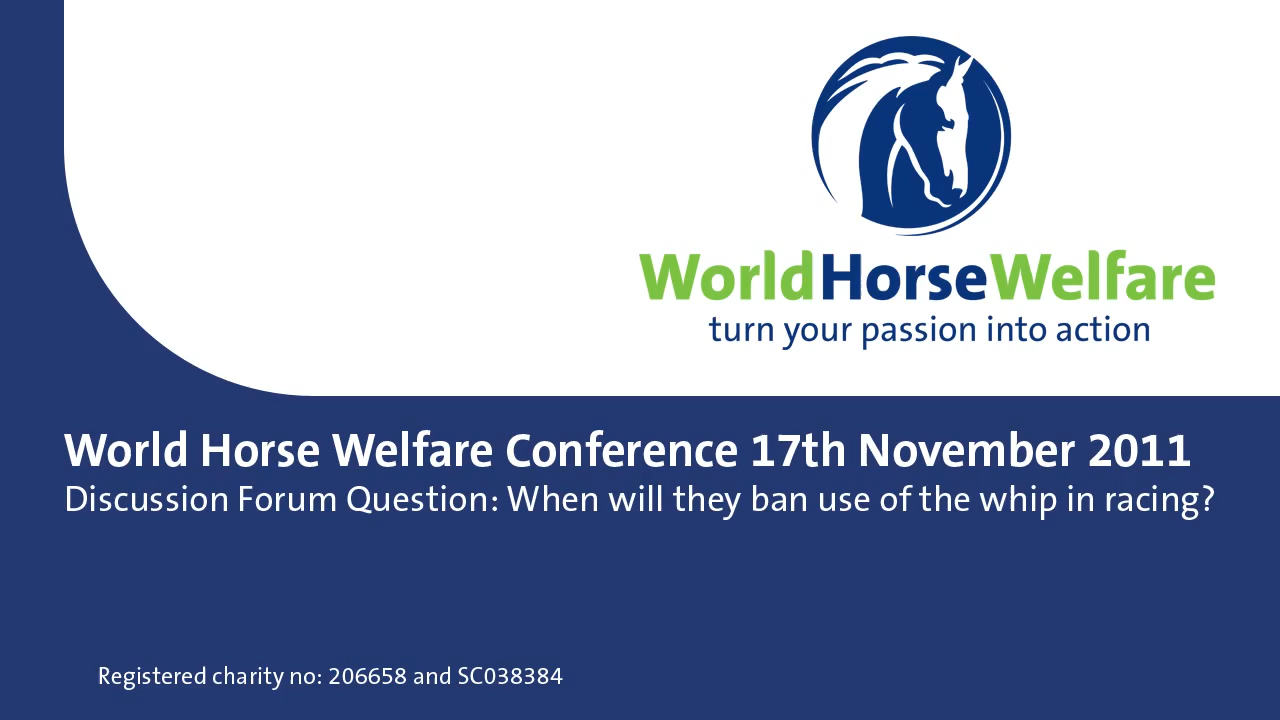 WorldHorseWelfare
turn your passion into action
World Horse Welfare Conference 17th November 2011
Discussion Forum Question: When will they ban use of the whip in racing?
Registered charity no: 206658 and SC038384